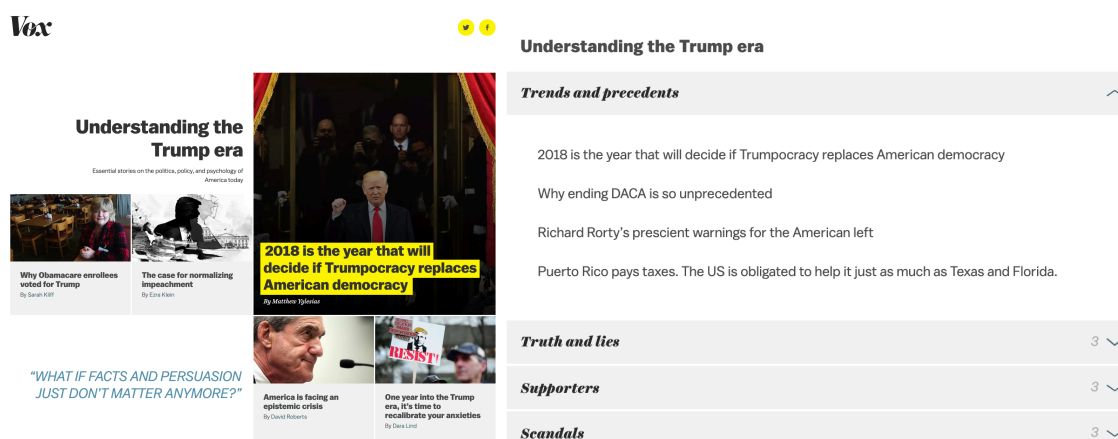 Vox
Understanding the
Trump era
Essential stories on the politics, policy, and psychology of
America today
Why Obamacare enrollees
voted for Trump
By Sarah Kliff
The case for normalizing
impeachment
By Ezra Klein
2018 is the year that will
decide if Trumpocracy replaces
American democracy
By Matthew Yglesias
“WHAT IF FACTS AND PERSUASION
JUST DON’T MATTER ANYMORE?”
RESIST!
America is facing an
epistemic crisis
By David Roberts
One year into the Trump
era, it’s time to
recalibrate your anxieties
By Dara Lind
Understanding the Trump era
Trends and precedents
2018 is the year that will decide if Trumpocracy replaces American democracy
Why ending DACA is so unprecedented
Richard Rorty’s prescient warnings for the American left
Puerto Rico pays taxes. The US is obligated to help it just as much as Texas and Florida.
Truth and lies 3
Supporters 3
Scandals 3